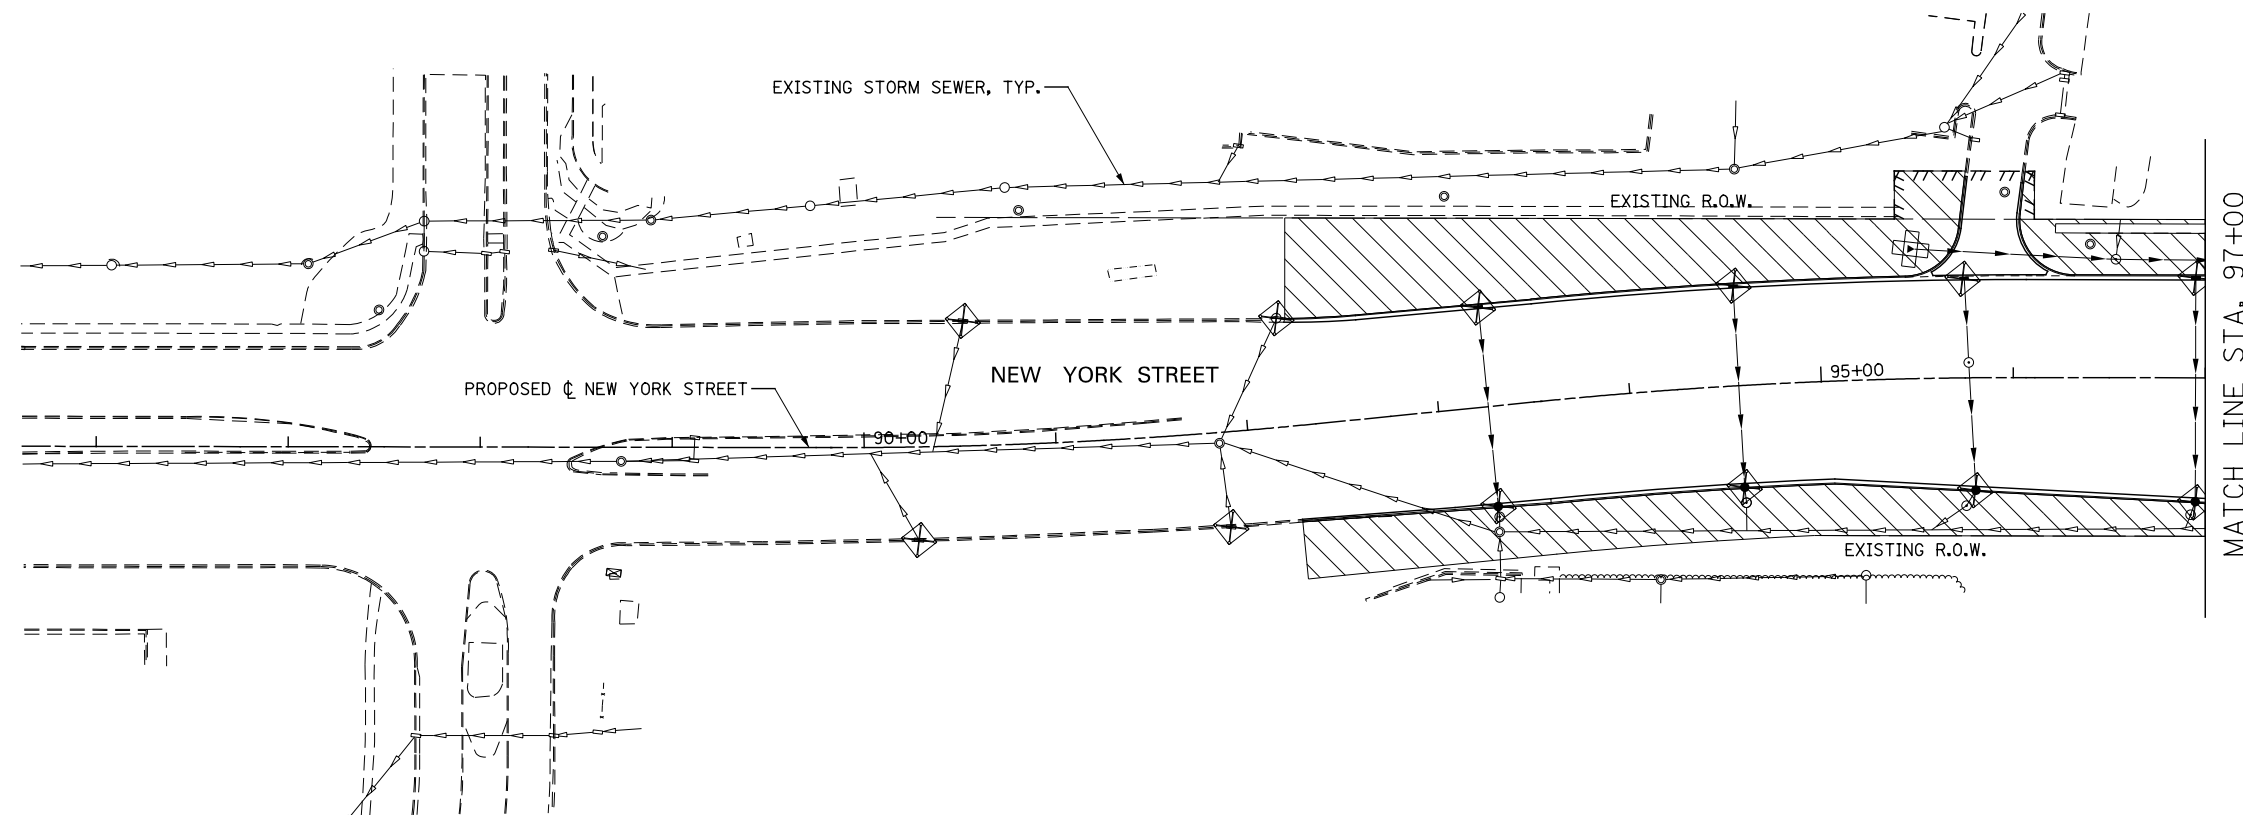 EXISTING STORM SEWER, TYP.
EXISTING R.O.W.
NEW YORK STREET
95+00
PROPOSED ℄ NEW YORK STREET
90+00
EXISTING R.O.W.
MATCH LINE STA. 97+00